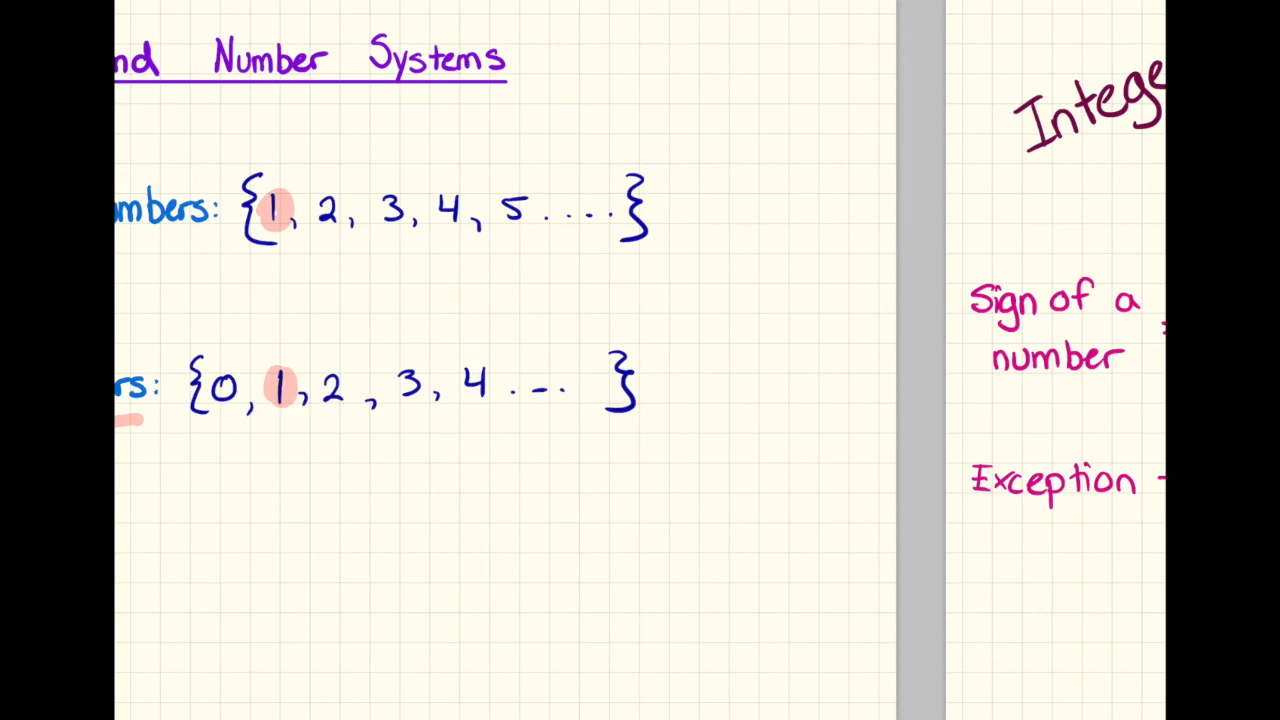 nd Number Systems
mbers: {1, 2, 3, 4, 5 ....}
rs: {0, 1, 2, 3, 4 ... }
Intege
Sign of a
number
Exception -